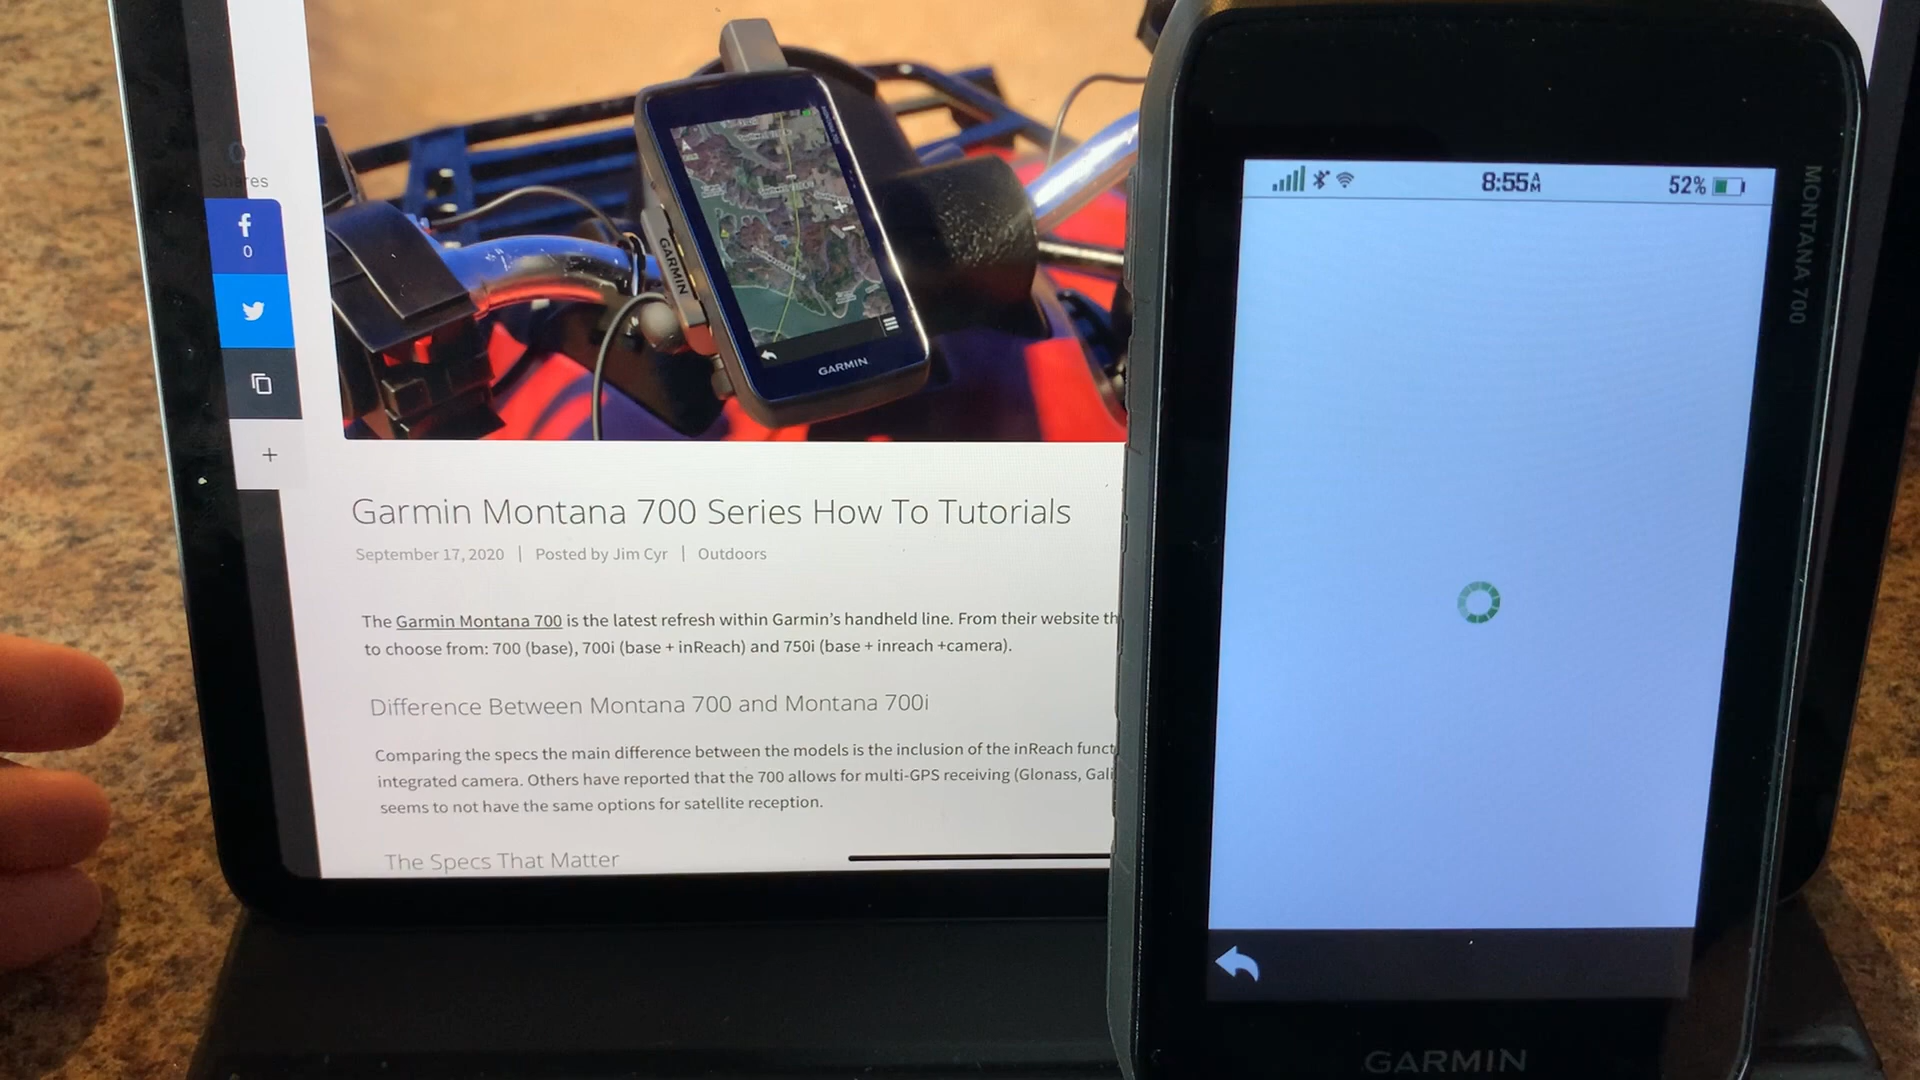 0
Shares
0
+
GARMIN
GARMIN
Garmin Montana 700 Series How To Tutorials
September 17, 2020 | Posted by Jim Cyr | Outdoors
The Garmin Montana 700 is the latest refresh within Garmin's handheld line. From their website
to choose from: 700 (base), 700i (base + inReach) and 750i (base + inreach +camera).
Difference Between Montana 700 and Montana 700i
Comparing the specs the main difference between the models is the inclusion of the inReach
integrated camera. Others have reported that the 700 allows for multi-GPS receiving (Glonass,
seems to not have the same options for satellite reception.
The Specs That Matter
8:55AM
52%
MONTANA 700
GARMIN